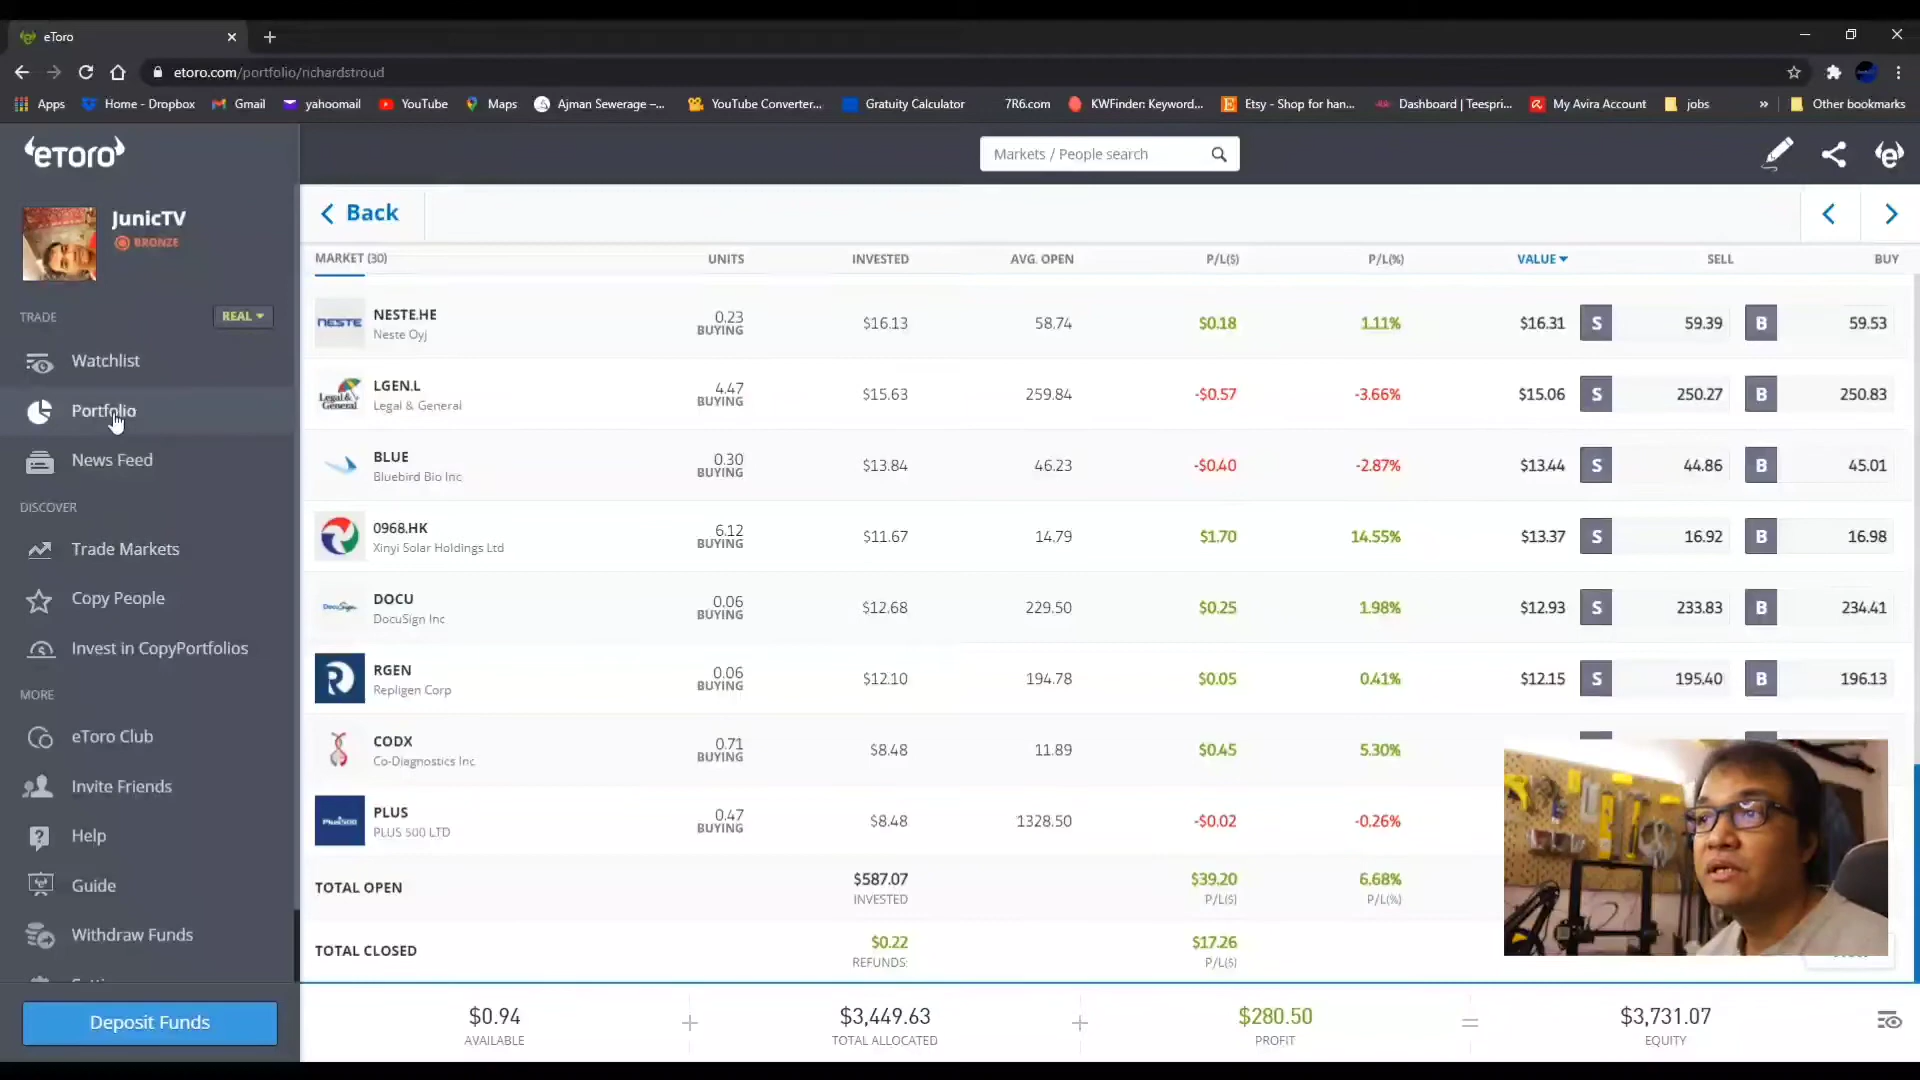 eToro
etoro.com/portfolio/richardstroud
Apps
Home - Dropbox
Gmail
yahoomail
YouTube
Maps
Ajman Sewerage –...
YouTube Converter...
Gratuity Calculator
7R6.com
KWFinder: Keyword...
Etsy - Shop for han...
Dashboard | Teespri...
My Avira Account
jobs
»
Other bookmarks
eTORO
Markets / People search
JunicTV
BRONZE
TRADE
REAL
Watchlist
Portfolio
News Feed
DISCOVER
Trade Markets
Copy People
Invest in CopyPortfolios
MORE
eToro Club
Invite Friends
Help
Guide
Withdraw Funds
Deposit Funds
Back
MARKET (30) UNITS INVESTED AVG. OPEN P/L($) P/L(%) VALUE SELL BUY
NESTE
NESTE.HE 0.23 $16.13 58.74 $0.18 1.11% $16.31 S 59.39 B 59.53
Neste Oyj BUYING
Legal & General
LGEN.L 4.47 $15.63 259.84 -$0.57 -3.66% $15.06 S 250.27 B 250.83
Legal & General BUYING
BLUE 0.30 $13.84 46.23 -$0.40 -2.87% $13.44 S 44.86 B 45.01
Bluebird Bio Inc BUYING
0968.HK 6.12 $11.67 14.79 $1.70 14.55% $13.37 S 16.92 B 16.98
Xinyi Solar Holdings Ltd BUYING
DocuSign
DOCU 0.06 $12.68 229.50 $0.25 1.98% $12.93 S 233.83 B 234.41
DocuSign Inc BUYING
RGEN 0.06 $12.10 194.78 $0.05 0.41% $12.15 S 195.40 B 196.13
Repligen Corp BUYING
CODX 0.71 $8.48 11.89 $0.45 5.30%
Co-Diagnostics Inc BUYING
Plus500
PLUS 0.47 $8.48 1328.50 -$0.02 -0.26%
PLUS 500 LTD BUYING
TOTAL OPEN $587.07 $39.20 6.68%
INVESTED P/L($) P/L(%)
TOTAL CLOSED $0.22 $17.26
REFUNDS: P/L($)
$0.94 + $3,449.63 + $280.50 = $3,731.07
AVAILABLE TOTAL ALLOCATED PROFIT EQUITY